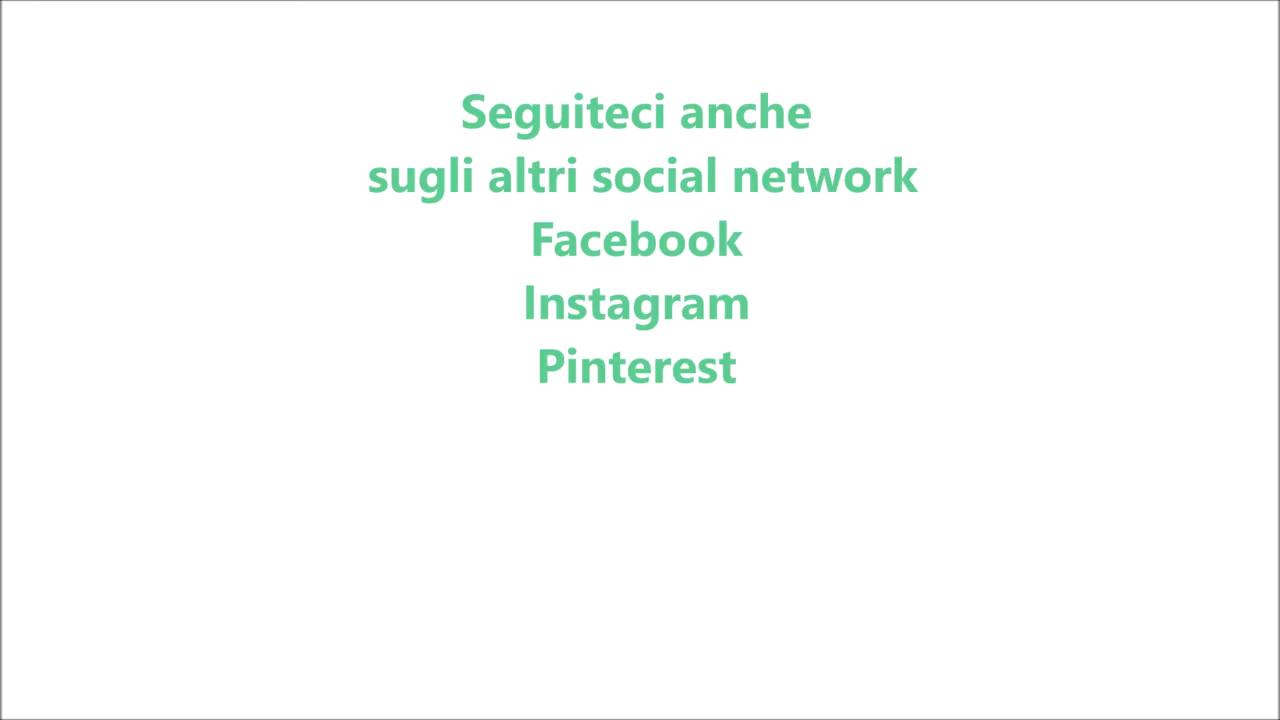 Seguiteci anche
sugli altri social network
Facebook
Instagram
Pinterest